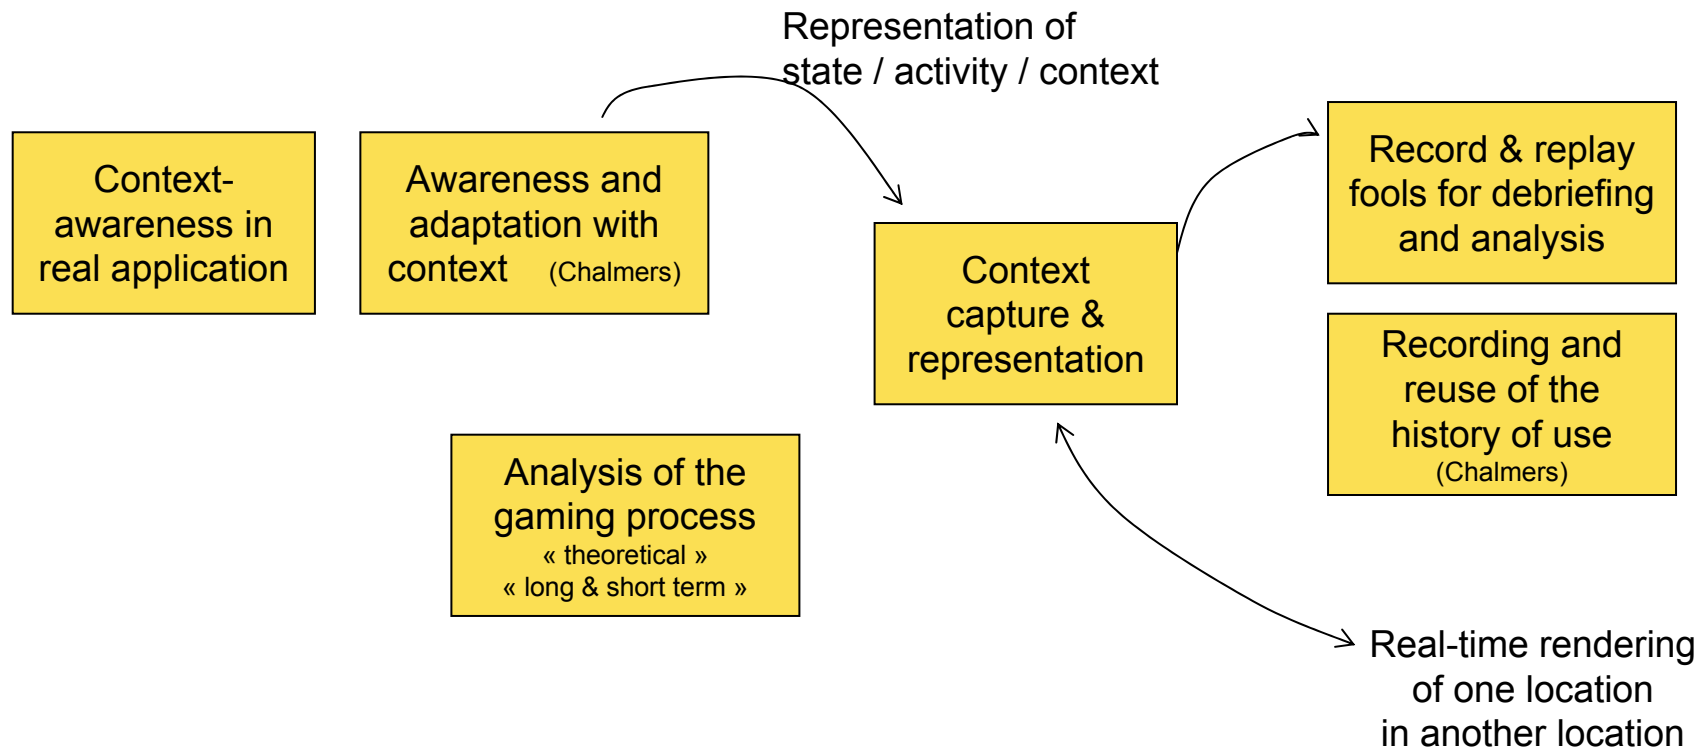 Representation of
state / activity / context
Context-
awareness in
real application
Awareness and
adaptation with
context (Chalmers)
Context
capture &
representation
Record & replay
fools for debriefing
and analysis
Recording and
reuse of the
history of use
(Chalmers)
Analysis of the
gaming process
« theoretical »
« long & short term »
Real-time rendering
of one location
in another location